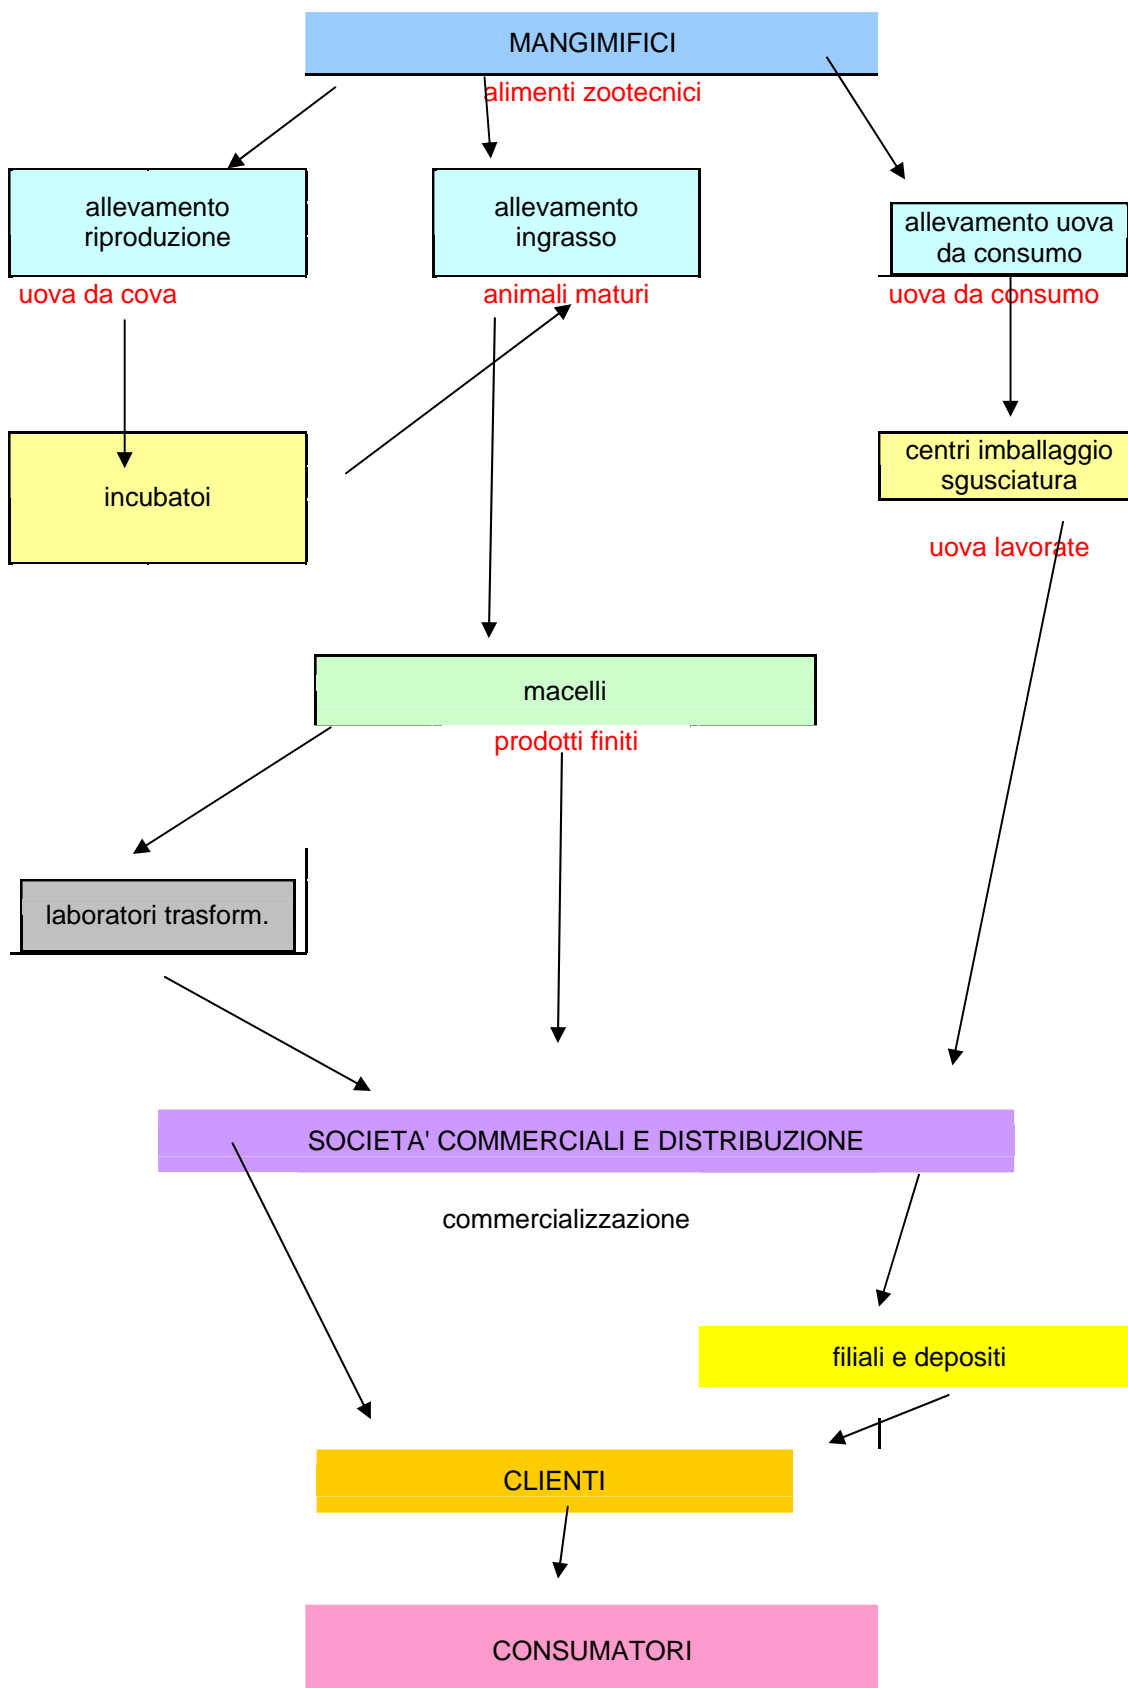 MANGIMIFICI
alimenti zootecnici
allevamento
riproduzione
allevamento
ingrasso
allevamento uova
da consumo
uova da cova
animali maturi
uova da consumo
incubatoi
centri imballaggio
sgusciatura
uova lavorate
macelli
prodotti finiti
laboratori trasform.
SOCIETA' COMMERCIALI E DISTRIBUZIONE
commercializzazione
filiali e depositi
CLIENTI
CONSUMATORI